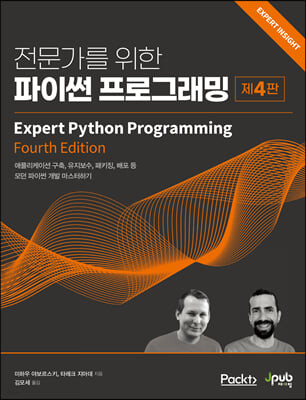 EXPERT INSIGHT
전문가를 위한
파이썬 프로그래밍 제4판
Expert Python Programming
Fourth Edition
애플리케이션 구축, 유지보수, 패키징, 배포 등
모던 파이썬 개발 마스터하기
미하우 야보르스키, 타레크 지아데 지음
김모세 옮김
Packt>
Jpub
제이펍